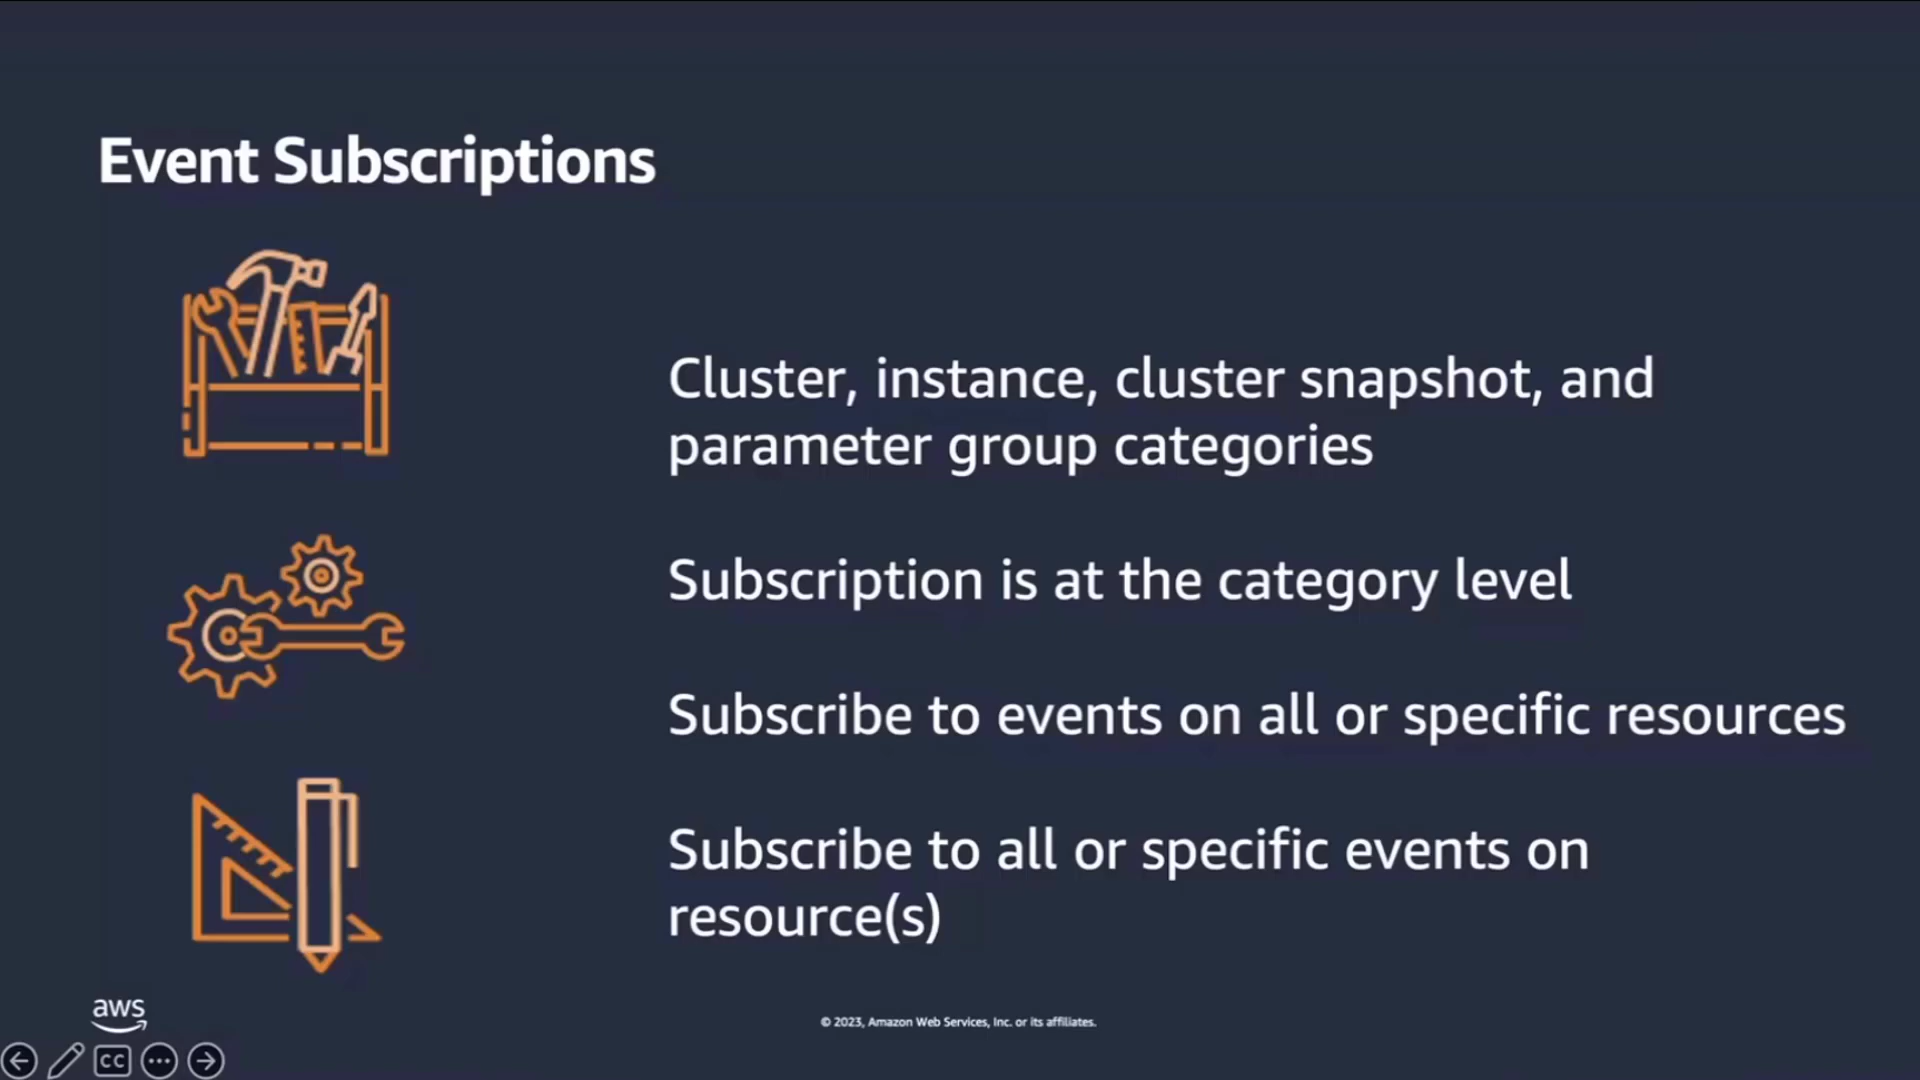 Event Subscriptions
Cluster, instance, cluster snapshot, and
parameter group categories
Subscription is at the category level
Subscribe to events on all or specific resources
Subscribe to all or specific events on
resource(s)
aws
© 2023, Amazon Web Services, Inc. or its affiliates.
CC